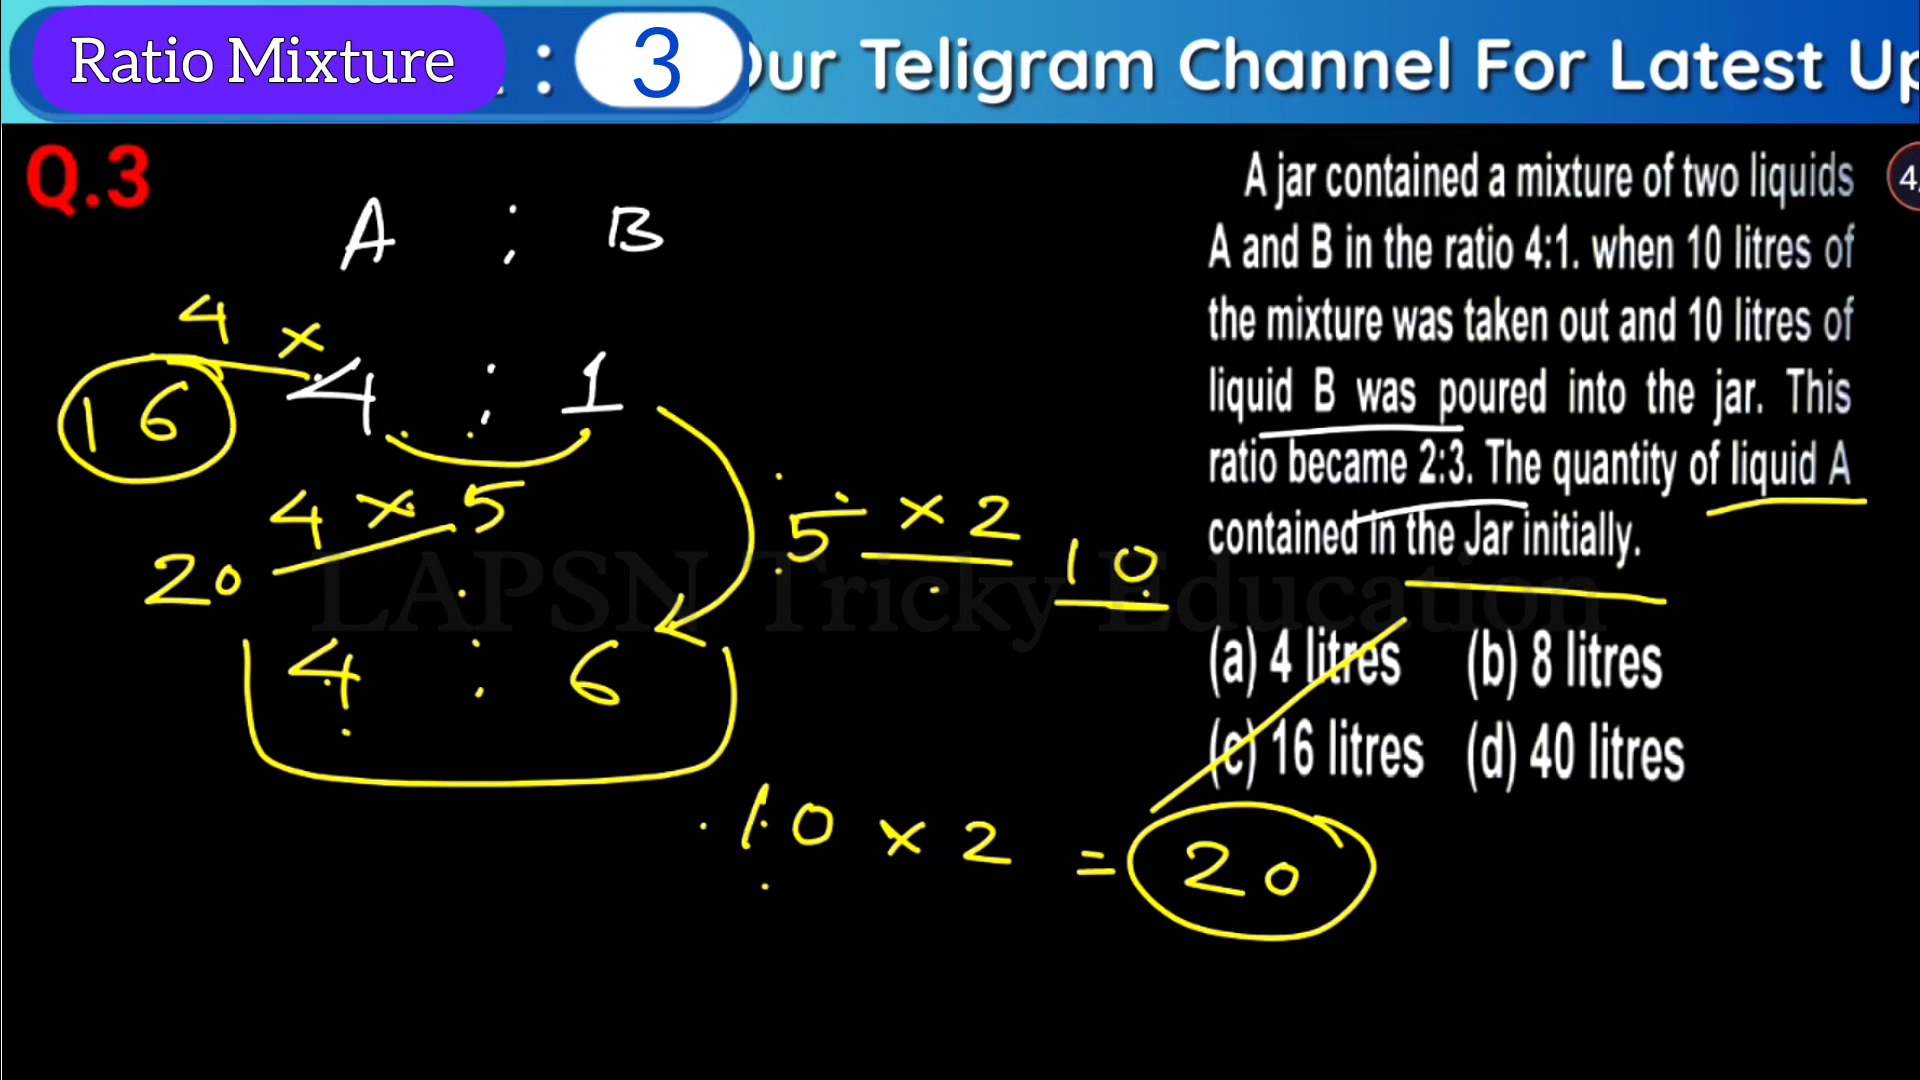 Ratio Mixture : 3 Our Teligram Channel For Latest Up
Q.3
A jar contained a mixture of two liquids
A and B in the ratio 4:1. when 10 litres of
the mixture was taken out and 10 litres of
liquid B was poured into the jar. This
ratio became 2:3. The quantity of liquid A
contained in the Jar initially.
(a) 4 litres (b) 8 litres
(c) 16 litres (d) 40 litres
A : B
4 ×
16 4 : 1
4 × 5
20
5 × 2 10
4 : 6
10 × 2 = 20
LAPSN Tricky Education
4